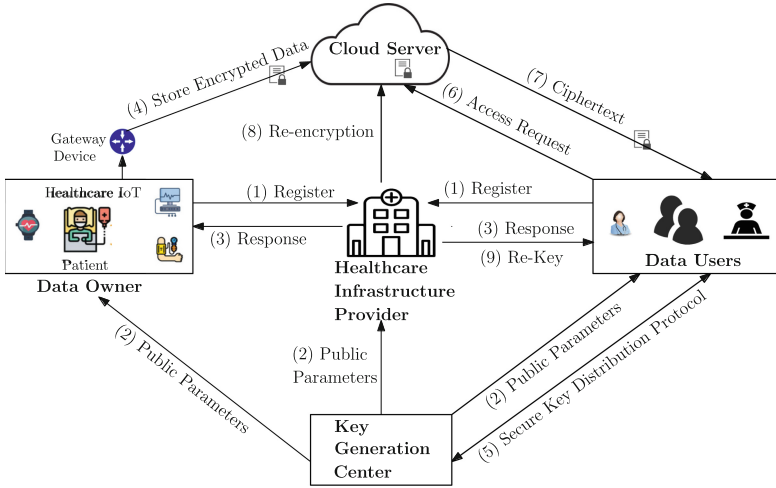 Cloud Server
(4) Store Encrypted Data
(7) Ciphertext
(6) Access Request
(8) Re-encryption
Gateway
Device
Healthcare IoT
Patient
Data Owner
(1) Register
(3) Response
Healthcare
Infrastructure
Provider
(1) Register
(3) Response
(9) Re-Key
Data Users
(2) Public Parameters
(2) Public
Parameters
(2) Public Parameters
(5) Secure Key Distribution Protocol
Key
Generation
Center